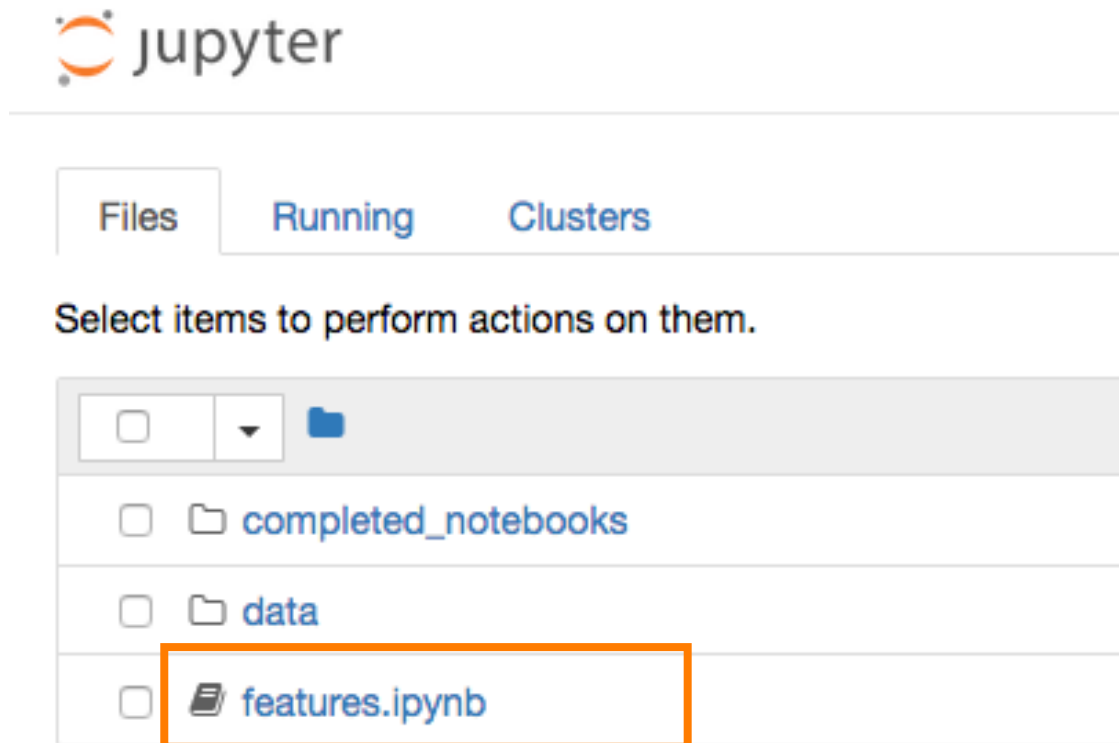 jupyter
Files Running Clusters
Select items to perform actions on them.
completed_notebooks
data
features.ipynb